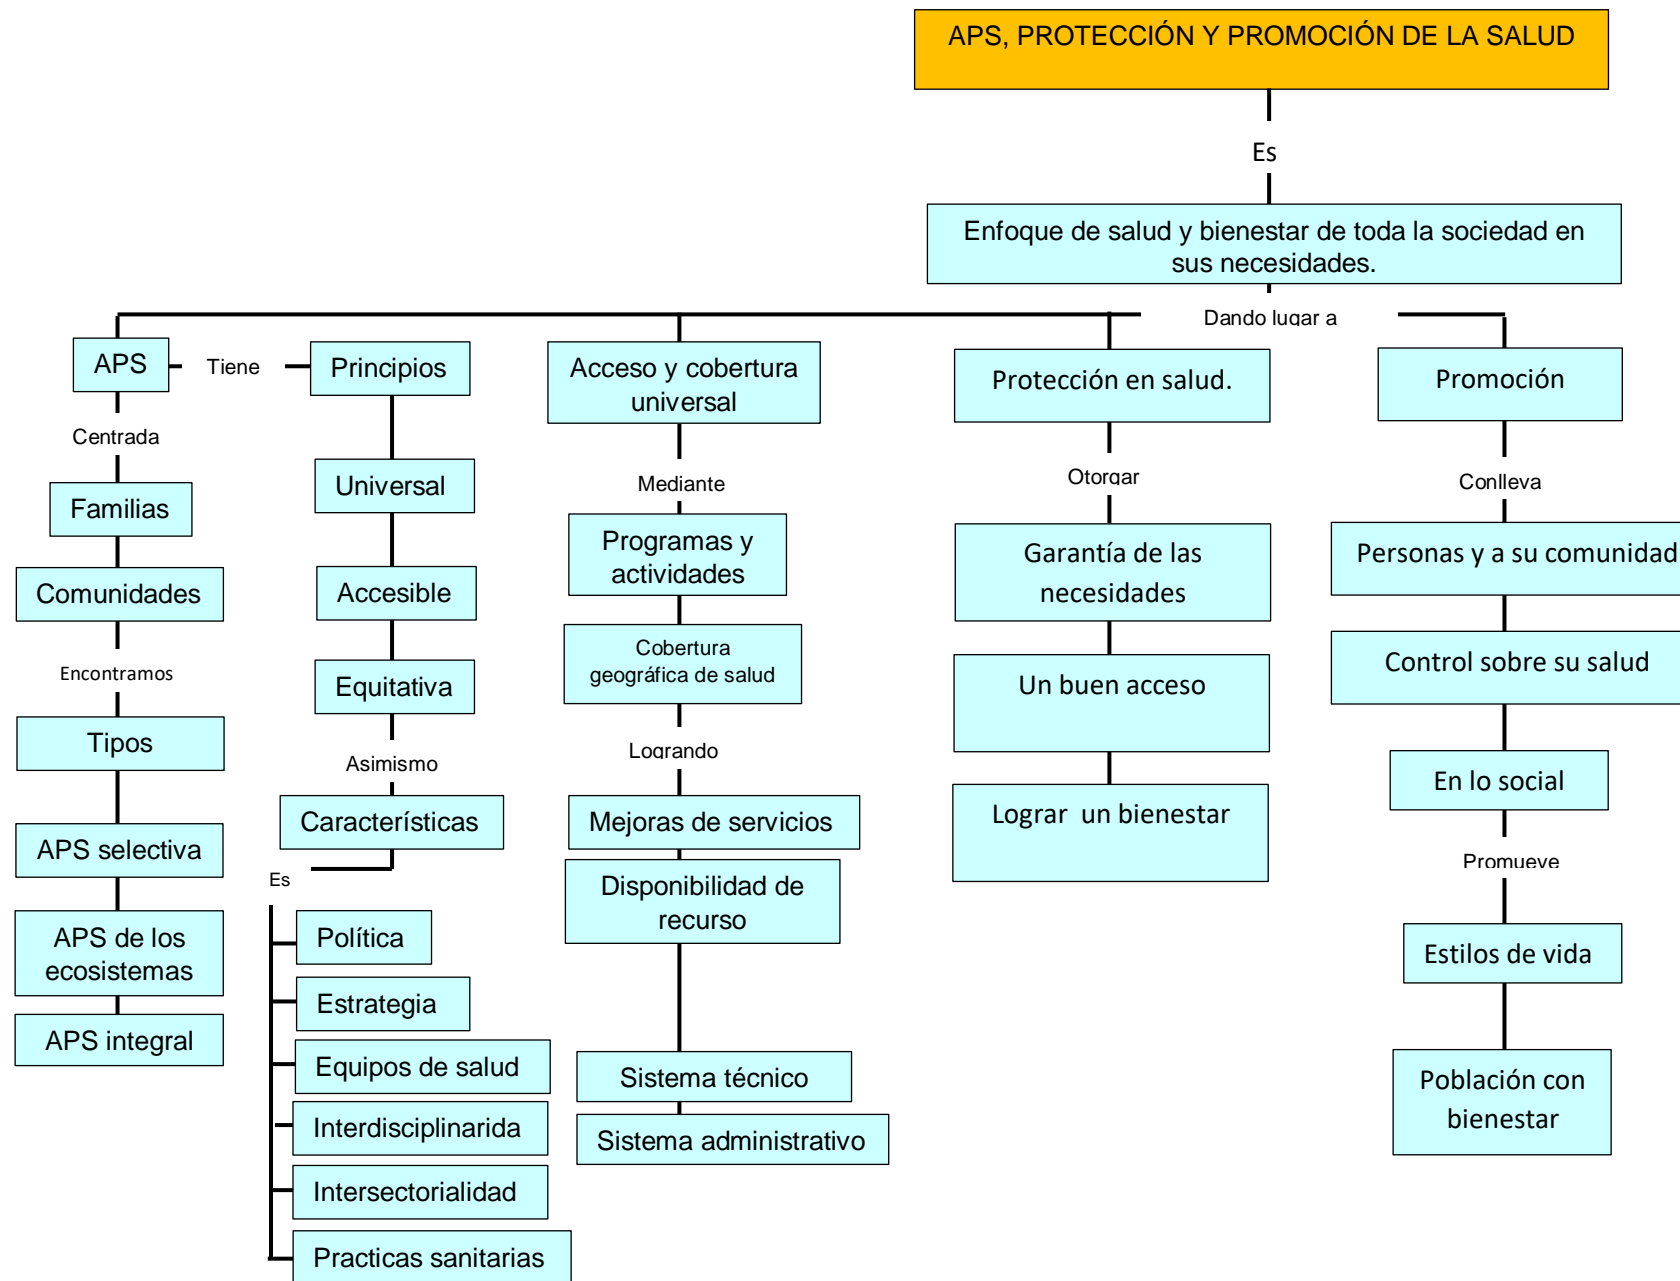 APS, PROTECCIÓN Y PROMOCIÓN DE LA SALUD
Es
Enfoque de salud y bienestar de toda la sociedad en
sus necesidades.
Dando lugar a
APS
Tiene
Principios
Centrada
Familias
Comunidades
Encontramos
Tipos
APS selectiva
APS de los
ecosistemas
APS integral
Universal
Accesible
Equitativa
Asimismo
Características
Es
Política
Estrategia
Equipos de salud
Interdisciplinarida
Intersectorialidad
Practicas sanitarias
Acceso y cobertura
universal
Mediante
Programas y
actividades
Cobertura
geográfica de salud
Logrando
Mejoras de servicios
Disponibilidad de
recurso
Sistema técnico
Sistema administrativo
Protección en salud.
Otorgar
Garantía de las
necesidades
Un buen acceso
Lograr un bienestar
Promoción
Conlleva
Personas y a su comunidad
Control sobre su salud
En lo social
Promueve
Estilos de vida
Población con
bienestar